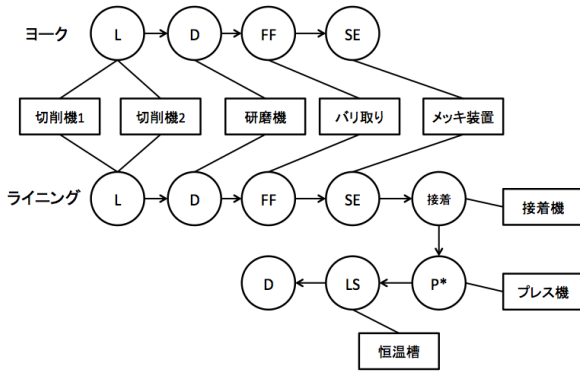 ヨーク L D FF SE
切削機1 切削機2 研磨機 バリ取り メッキ装置
ライニング L D FF SE 接着
接着機
D LS P*
プレス機
恒温槽